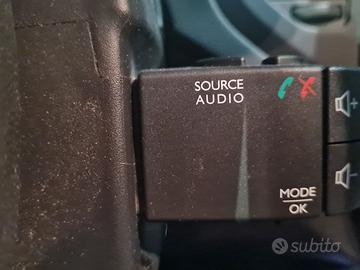 SOURCE
AUDIO
+
-
MODE
OK
subito